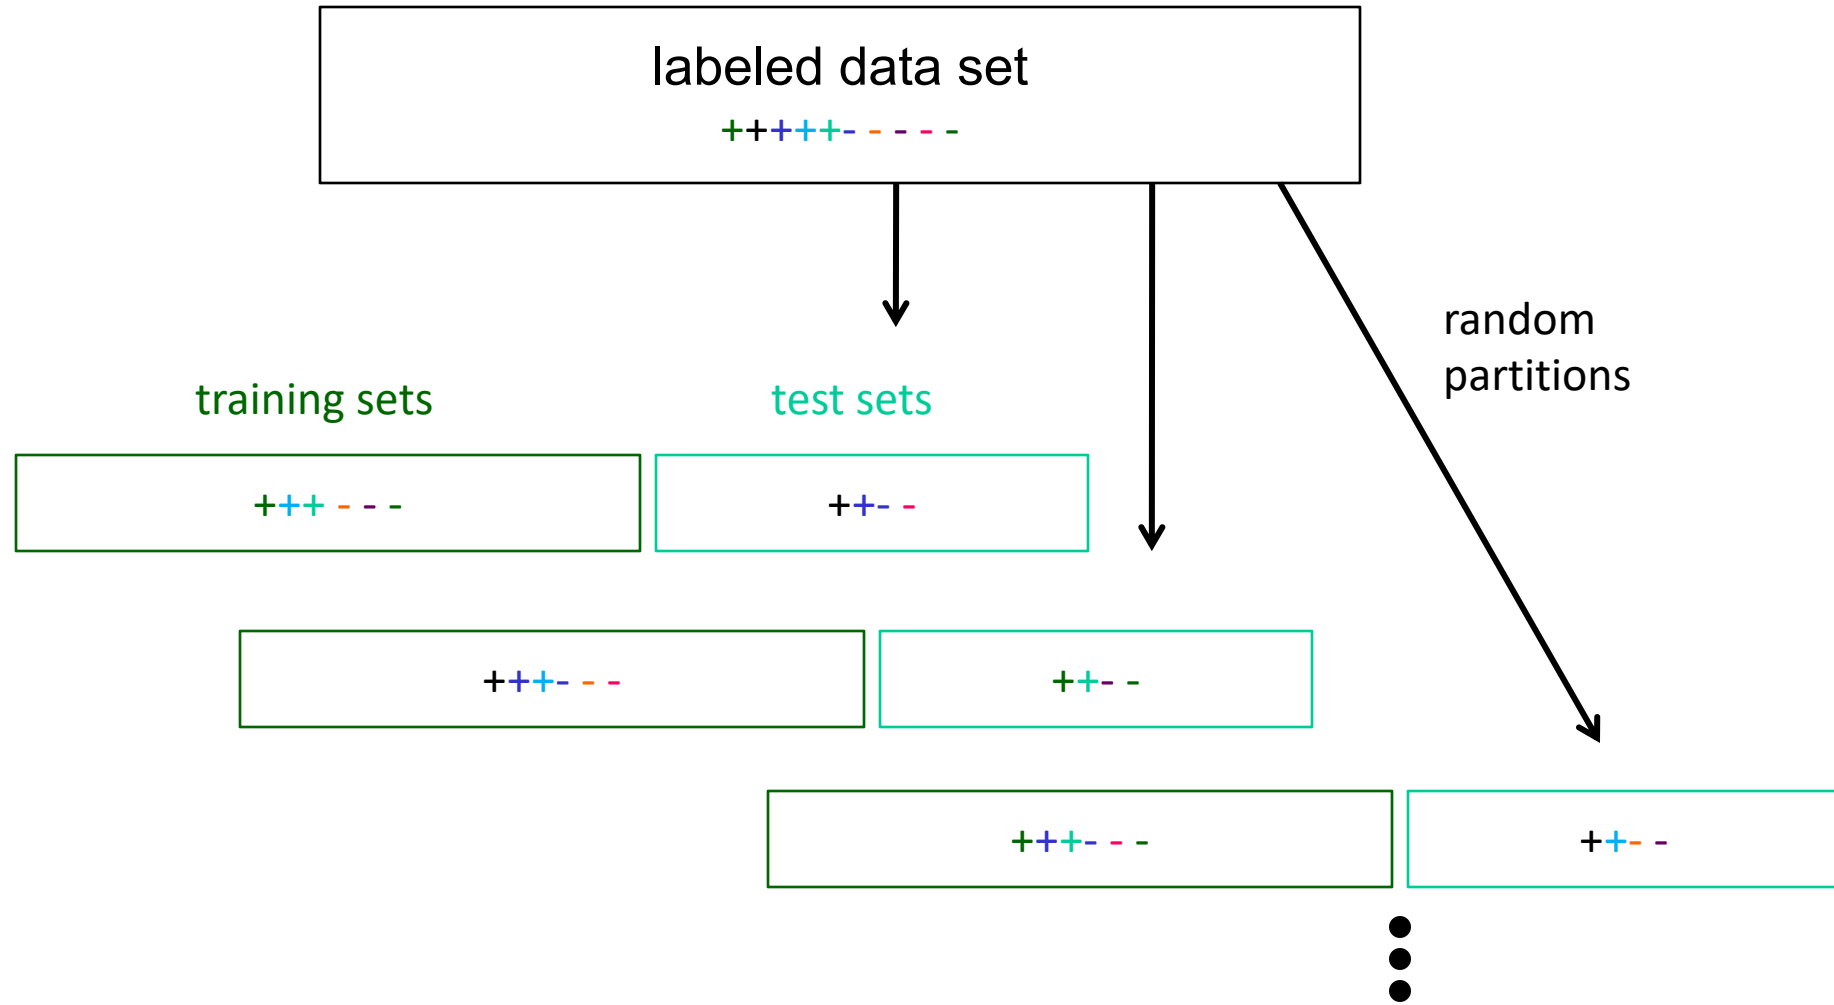 labeled data set
+++++- - - - -
random
partitions
training sets
test sets
+++ - - -
++- -
+++- - -
++- -
+++- - -
++- -